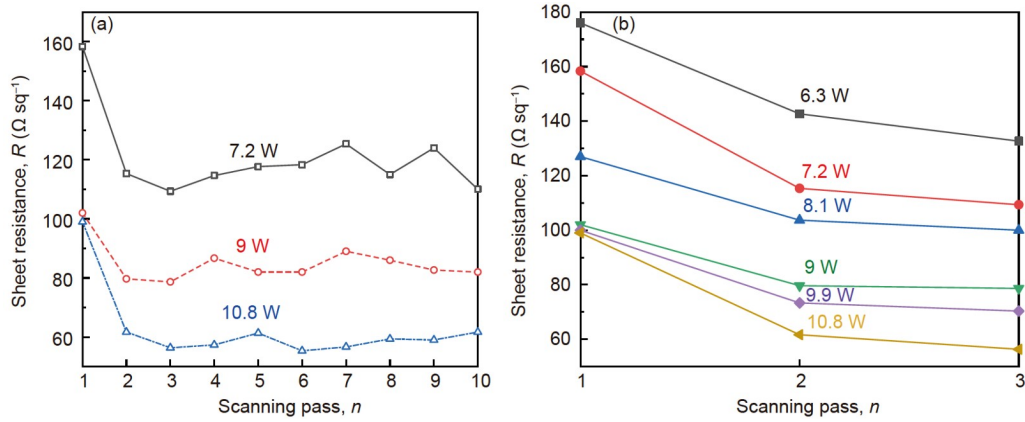 (a)
160
140
120
100
80
60
Sheet resistance, R (Ω sq⁻¹)
7.2 W
9 W
10.8 W
1 2 3 4 5 6 7 8 9 10
Scanning pass, n
(b)
180
160
140
120
100
80
60
Sheet resistance, R (Ω sq⁻¹)
6.3 W
7.2 W
8.1 W
9 W
9.9 W
10.8 W
1 2 3
Scanning pass, n